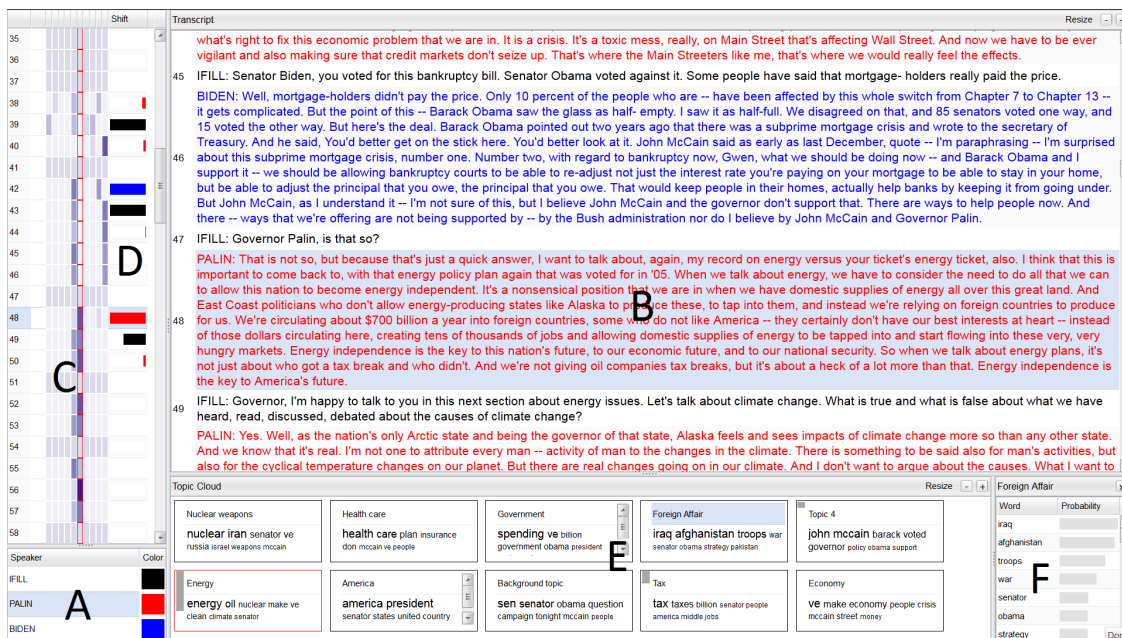 Shift
35
36
38
39
40
42
43
44
45
46
47
48
49
50
51
52
53
55
56
57
58
D
C
Speaker
Color
IFILL
PALIN
BIDEN
A
Transcript
Resize - +
what's right to fix this economic problem that we are in. It is a crisis. It's a toxic mess, really, on Main Street that's affecting Wall Street. And now we have to be ever
vigilant and also making sure that credit markets don't seize up. That's where the Main Streeters like me, that's where we would really feel the effects.
45 IFILL: Senator Biden, you voted for this bankruptcy bill. Senator Obama voted against it. Some people have said that mortgage- holders really paid the price.
BIDEN: Well, mortgage-holders didn't pay the price. Only 10 percent of the people who are -- have been affected by this whole switch from Chapter 7 to Chapter 13 --
it gets complicated. But the point of this -- Barack Obama saw the glass as half- empty. I saw it as half-full. We disagreed on that, and 85 senators voted one way, and
15 voted the other way. But here's the deal. Barack Obama pointed out two years ago that there was a subprime mortgage crisis and wrote to the secretary of
Treasury. And he said, You'd better get on the stick here. You'd better look at it. John McCain said as early as last December, quote -- I'm paraphrasing -- I'm surprised
46 about this subprime mortgage crisis, number one. Number two, with regard to bankruptcy now, Gwen, what we should be doing now -- and Barack Obama and I
support it -- we should be allowing bankruptcy courts to be able to re-adjust not just the interest rate you're paying on your mortgage to be able to stay in your home,
but be able to adjust the principal that you owe, the principal that you owe. That would keep people in their homes, actually help banks by keeping it from going under.
But John McCain, as I understand it -- I'm not sure of this, but I believe John McCain and the governor don't support that. There are ways to help people now. And
there -- ways that we're offering are not being supported by -- by the Bush administration nor do I believe by John McCain and Governor Palin.
47 IFILL: Governor Palin, is that so?
PALIN: That is not so, but because that's just a quick answer, I want to talk about, again, my record on energy versus your ticket's energy ticket, also. I think that this is
important to come back to, with that energy policy plan again that was voted for in '05. When we talk about energy, we have to consider the need to do all that we can
to allow this nation to become energy independent. It's a nonsensical position that we are in when we have domestic supplies of energy all over this great land. And
East Coast politicians who don't allow energy-producing states like Alaska to produce these, to tap into them, and instead we're relying on foreign countries to produce
48 for us. We're circulating about $700 billion a year into foreign countries, some who do not like America -- they certainly don't have our best interests at heart -- instead
of those dollars circulating here, creating tens of thousands of jobs and allowing domestic supplies of energy to be tapped into and start flowing into these very, very
hungry markets. Energy independence is the key to this nation's future, to our economic future, and to our national security. So when we talk about energy plans, it's
not just about who got a tax break and who didn't. And we're not giving oil companies tax breaks, but it's about a heck of a lot more than that. Energy independence is
the key to America's future.
B
49 IFILL: Governor, I'm happy to talk to you in this next section about energy issues. Let's talk about climate change. What is true and what is false about what we have
heard, read, discussed, debated about the causes of climate change?
PALIN: Yes. Well, as the nation's only Arctic state and being the governor of that state, Alaska feels and sees impacts of climate change more so than any other state.
And we know that it's real. I'm not one to attribute every man -- activity of man to the changes in the climate. There is something to be said also for man's activities, but
also for the cyclical temperature changes on our planet. But there are real changes going on in our climate. And I don't want to argue about the causes. What I want to
Topic Cloud
Resize - +
Nuclear weapons
nuclear iran senator ve
russia israel weapons mccain
Health care
health care plan insurance
don mccain ve people
Government
spending ve billion
government obama president
Foreign Affair
iraq afghanistan troops war
senator obama strategy pakistan
Topic 4
john mccain barack voted
governor policy obama support
E
Energy
energy oil nuclear make ve
clean climate senator
America
america president
senator states united country
Background topic
sen senator obama question
campaign tonight mccain people
Tax
tax taxes billion senator people
america middle jobs
Economy
ve make economy people crisis
mccain street money
Foreign Affair x
Word
Probability
iraq
afghanistan
troops
war
senator
obama
strategy
F